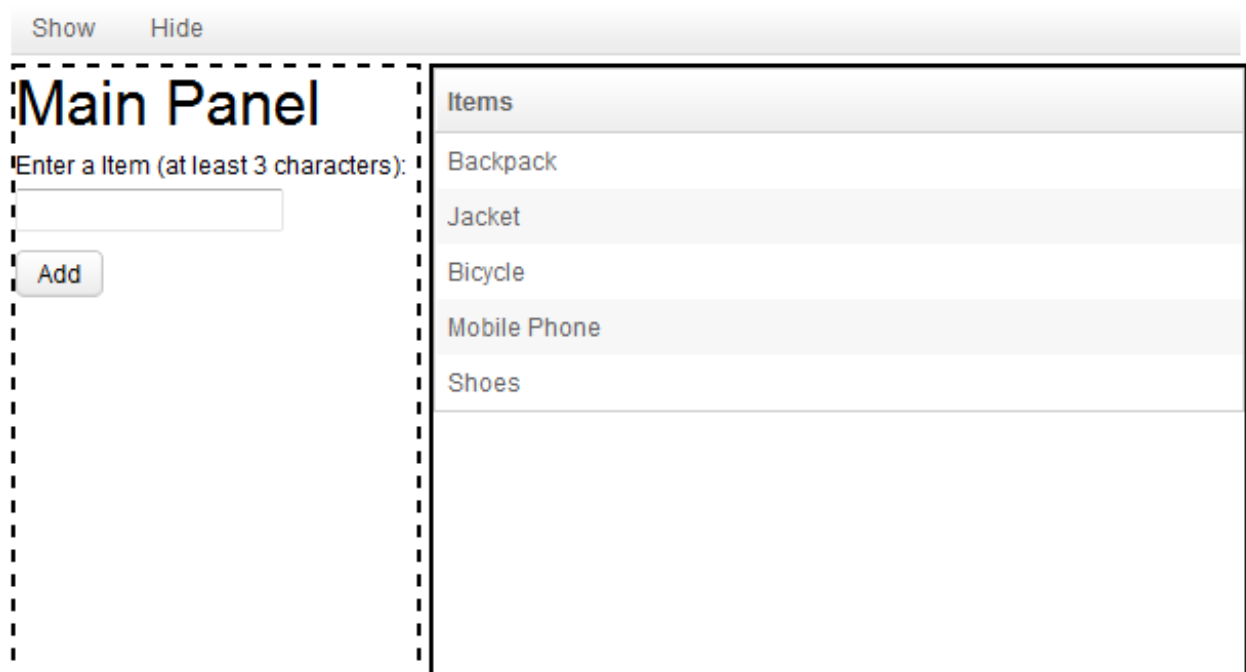 Show Hide
Main Panel
Enter a Item (at least 3 characters):
Add
Items
Backpack
Jacket
Bicycle
Mobile Phone
Shoes